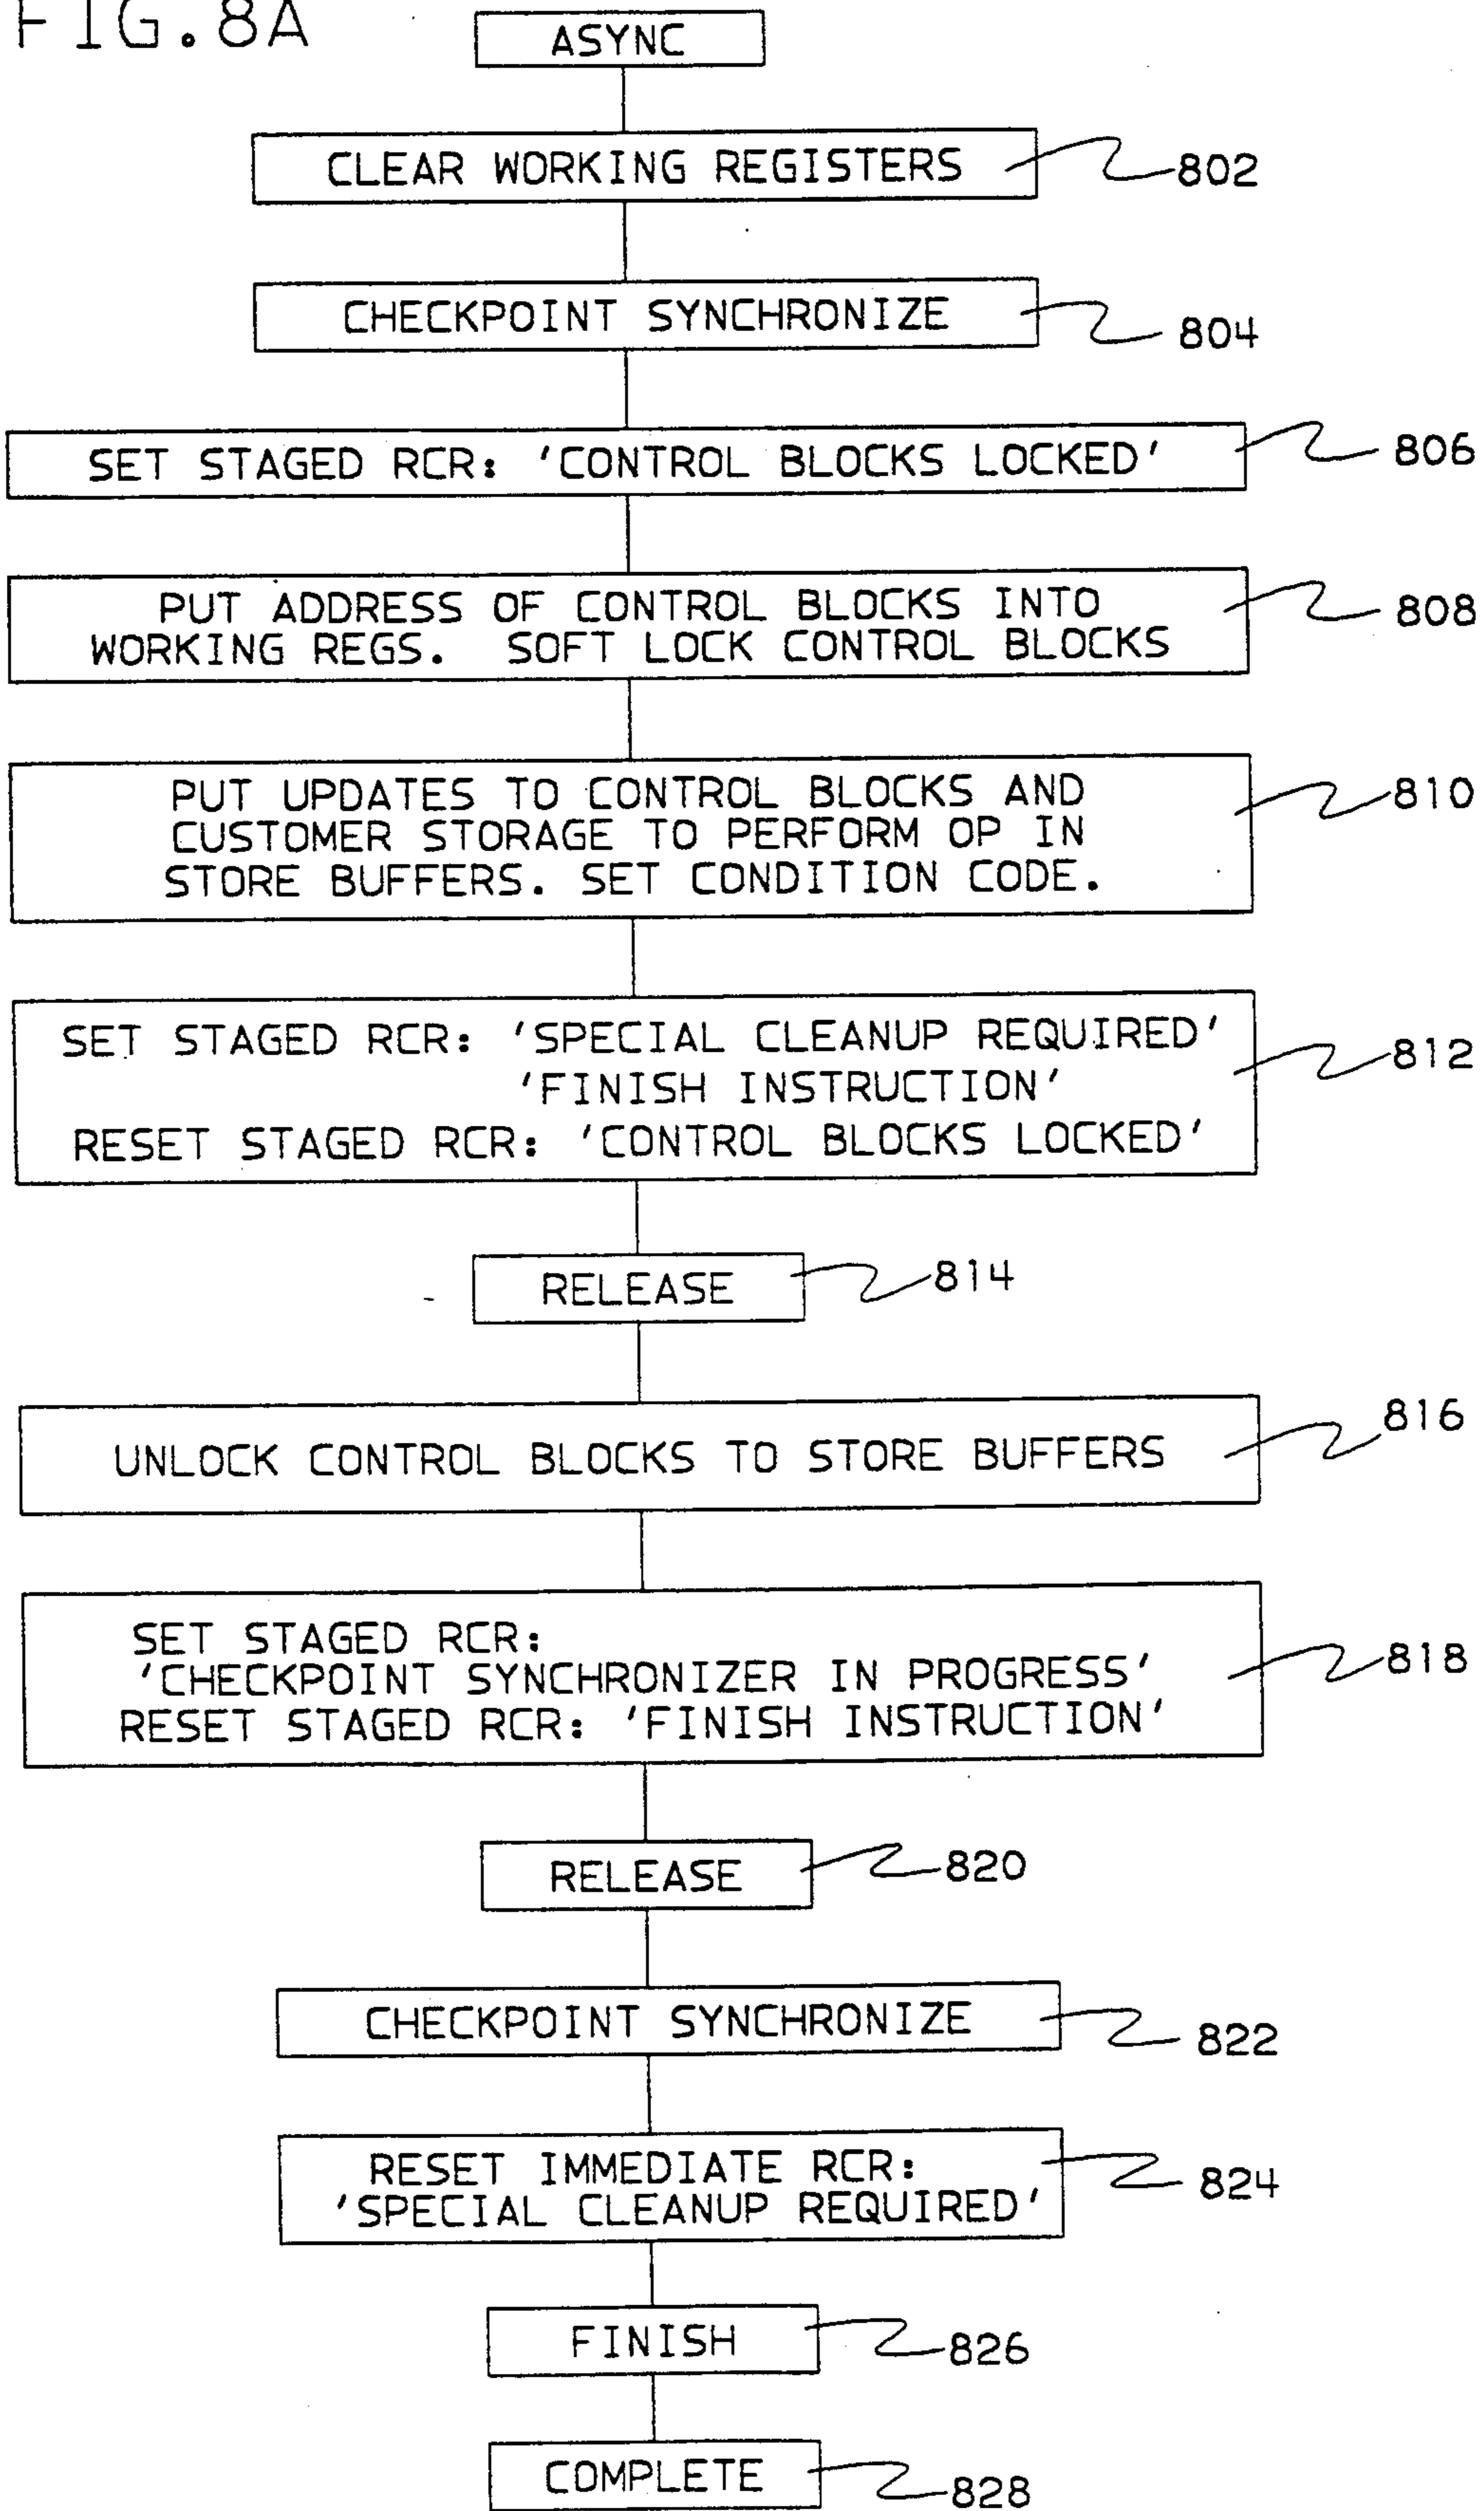 FIG.8A
ASYNC
CLEAR WORKING REGISTERS
802
CHECKPOINT SYNCHRONIZE
804
SET STAGED RCR: 'CONTROL BLOCKS LOCKED'
806
PUT ADDRESS OF CONTROL BLOCKS INTO
WORKING REGS. SOFT LOCK CONTROL BLOCKS
808
PUT UPDATES TO CONTROL BLOCKS AND
CUSTOMER STORAGE TO PERFORM OP IN
STORE BUFFERS. SET CONDITION CODE.
810
SET STAGED RCR: 'SPECIAL CLEANUP REQUIRED'
'FINISH INSTRUCTION'
RESET STAGED RCR: 'CONTROL BLOCKS LOCKED'
812
RELEASE
814
UNLOCK CONTROL BLOCKS TO STORE BUFFERS
816
SET STAGED RCR:
'CHECKPOINT SYNCHRONIZER IN PROGRESS'
RESET STAGED RCR: 'FINISH INSTRUCTION'
818
RELEASE
820
CHECKPOINT SYNCHRONIZE
822
RESET IMMEDIATE RCR:
'SPECIAL CLEANUP REQUIRED'
824
FINISH
826
COMPLETE
828